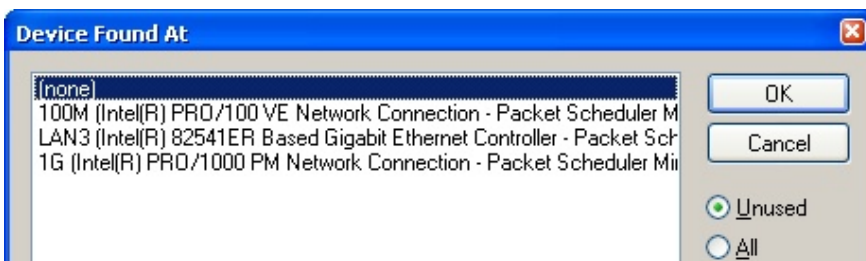 Device Found At
(none)
100M (Intel(R) PRO/100 VE Network Connection - Packet Scheduler M
LAN3 (Intel(R) 82541ER Based Gigabit Ethernet Controller - Packet Sch
1G (Intel(R) PRO/1000 PM Network Connection - Packet Scheduler Mii
OK
Cancel
Unused
All